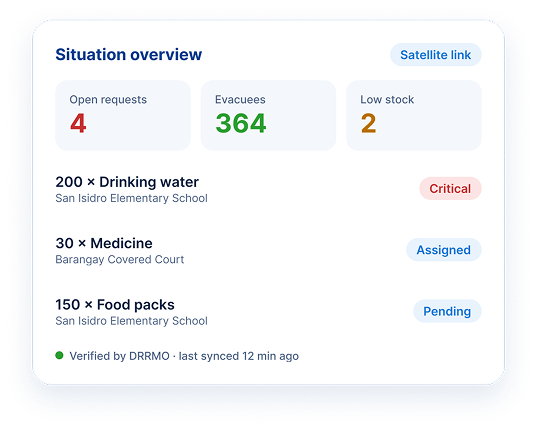 Situation overview
Satellite link
Open requests
4
Evacuees
364
Low stock
2
200 × Drinking water
San Isidro Elementary School
Critical
30 × Medicine
Barangay Covered Court
Assigned
150 × Food packs
San Isidro Elementary School
Pending
Verified by DRRMO · last synced 12 min ago